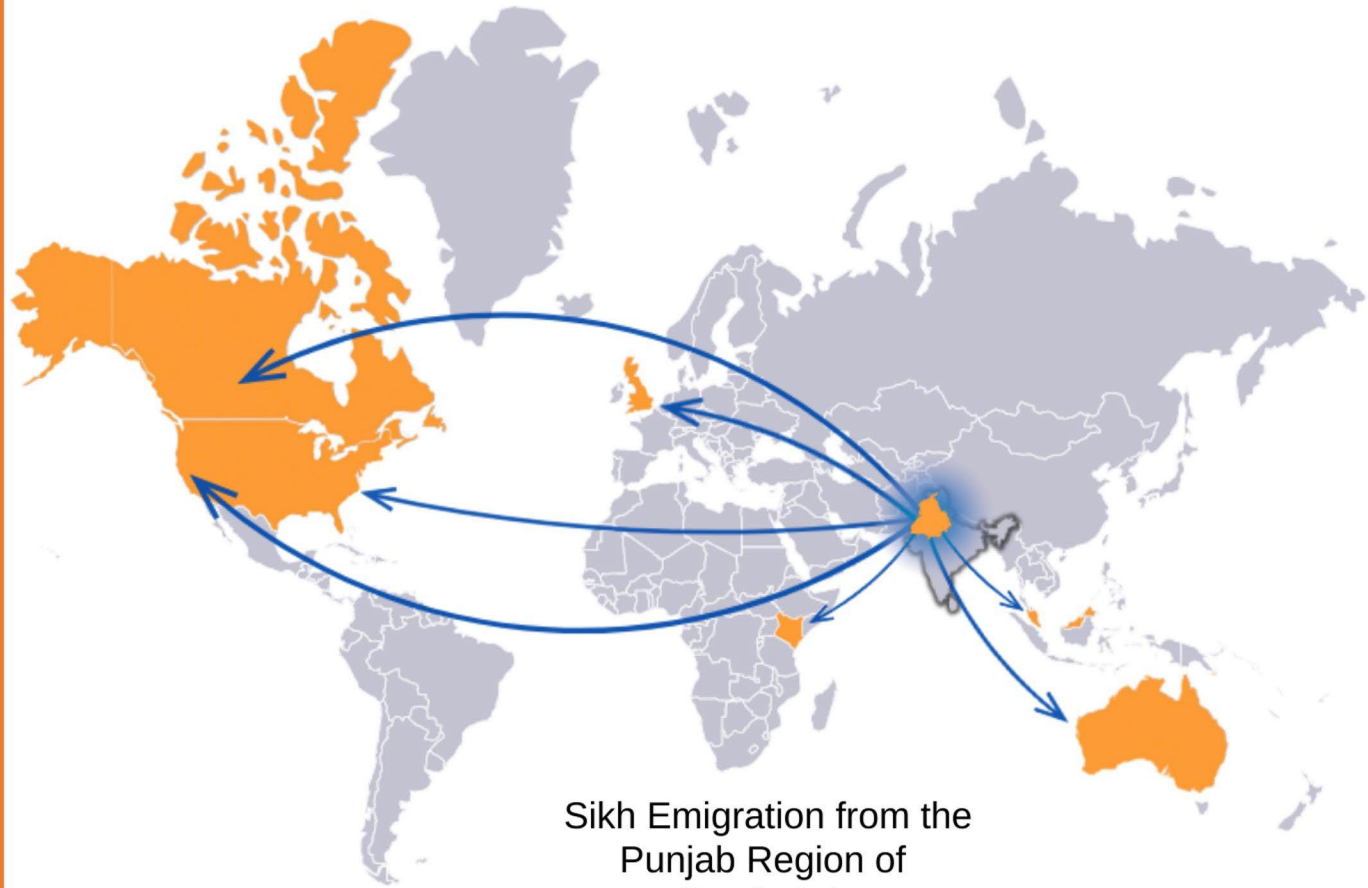 Sikh Emigration from the
Punjab Region of